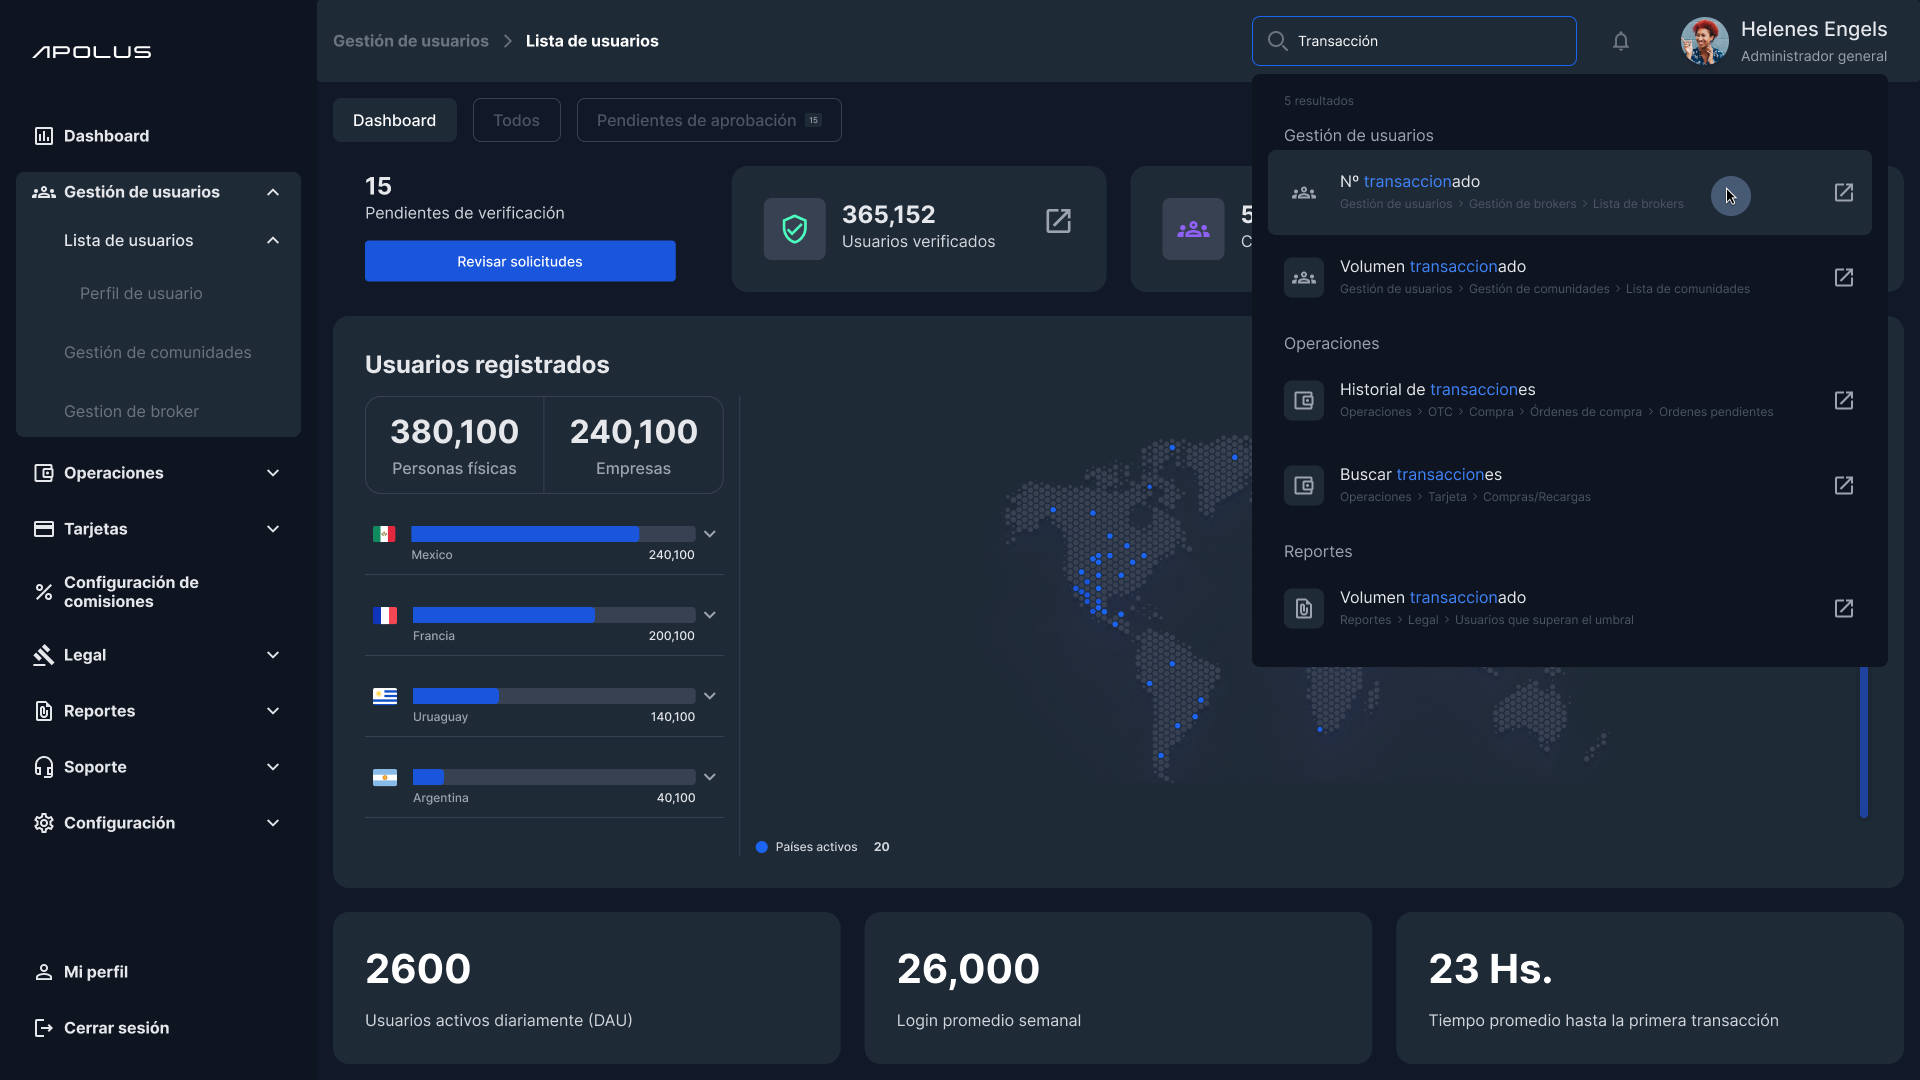 APOLUS
Dashboard
Gestión de usuarios
Lista de usuarios
Perfil de usuario
Gestión de comunidades
Gestion de broker
Operaciones
Tarjetas
Configuración de
comisiones
Legal
Reportes
Soporte
Configuración
Mi perfil
Cerrar sesión
Gestión de usuarios > Lista de usuarios
Transacción
Helenes Engels
Administrador general
Dashboard
Todos
Pendientes de aprobación 15
15
Pendientes de verificación
Revisar solicitudes
365,152
Usuarios verificados
5
C
5 resultados
Gestión de usuarios
Nº transaccionado
Gestión de usuarios > Gestión de brokers > Lista de brokers
Volumen transaccionado
Gestión de usuarios > Gestión de comunidades > Lista de comunidades
Operaciones
Historial de transacciones
Operaciones > OTC > Compra > Órdenes de compra > Ordenes pendientes
Buscar transacciones
Operaciones > Tarjeta > Compras/Recargas
Reportes
Volumen transaccionado
Reportes > Legal > Usuarios que superan el umbral
Usuarios registrados
380,100
Personas físicas
240,100
Empresas
Mexico 240,100
Francia 200,100
Uruaguay 140,100
Argentina 40,100
Países activos 20
2600
Usuarios activos diariamente (DAU)
26,000
Login promedio semanal
23 Hs.
Tiempo promedio hasta la primera transacción